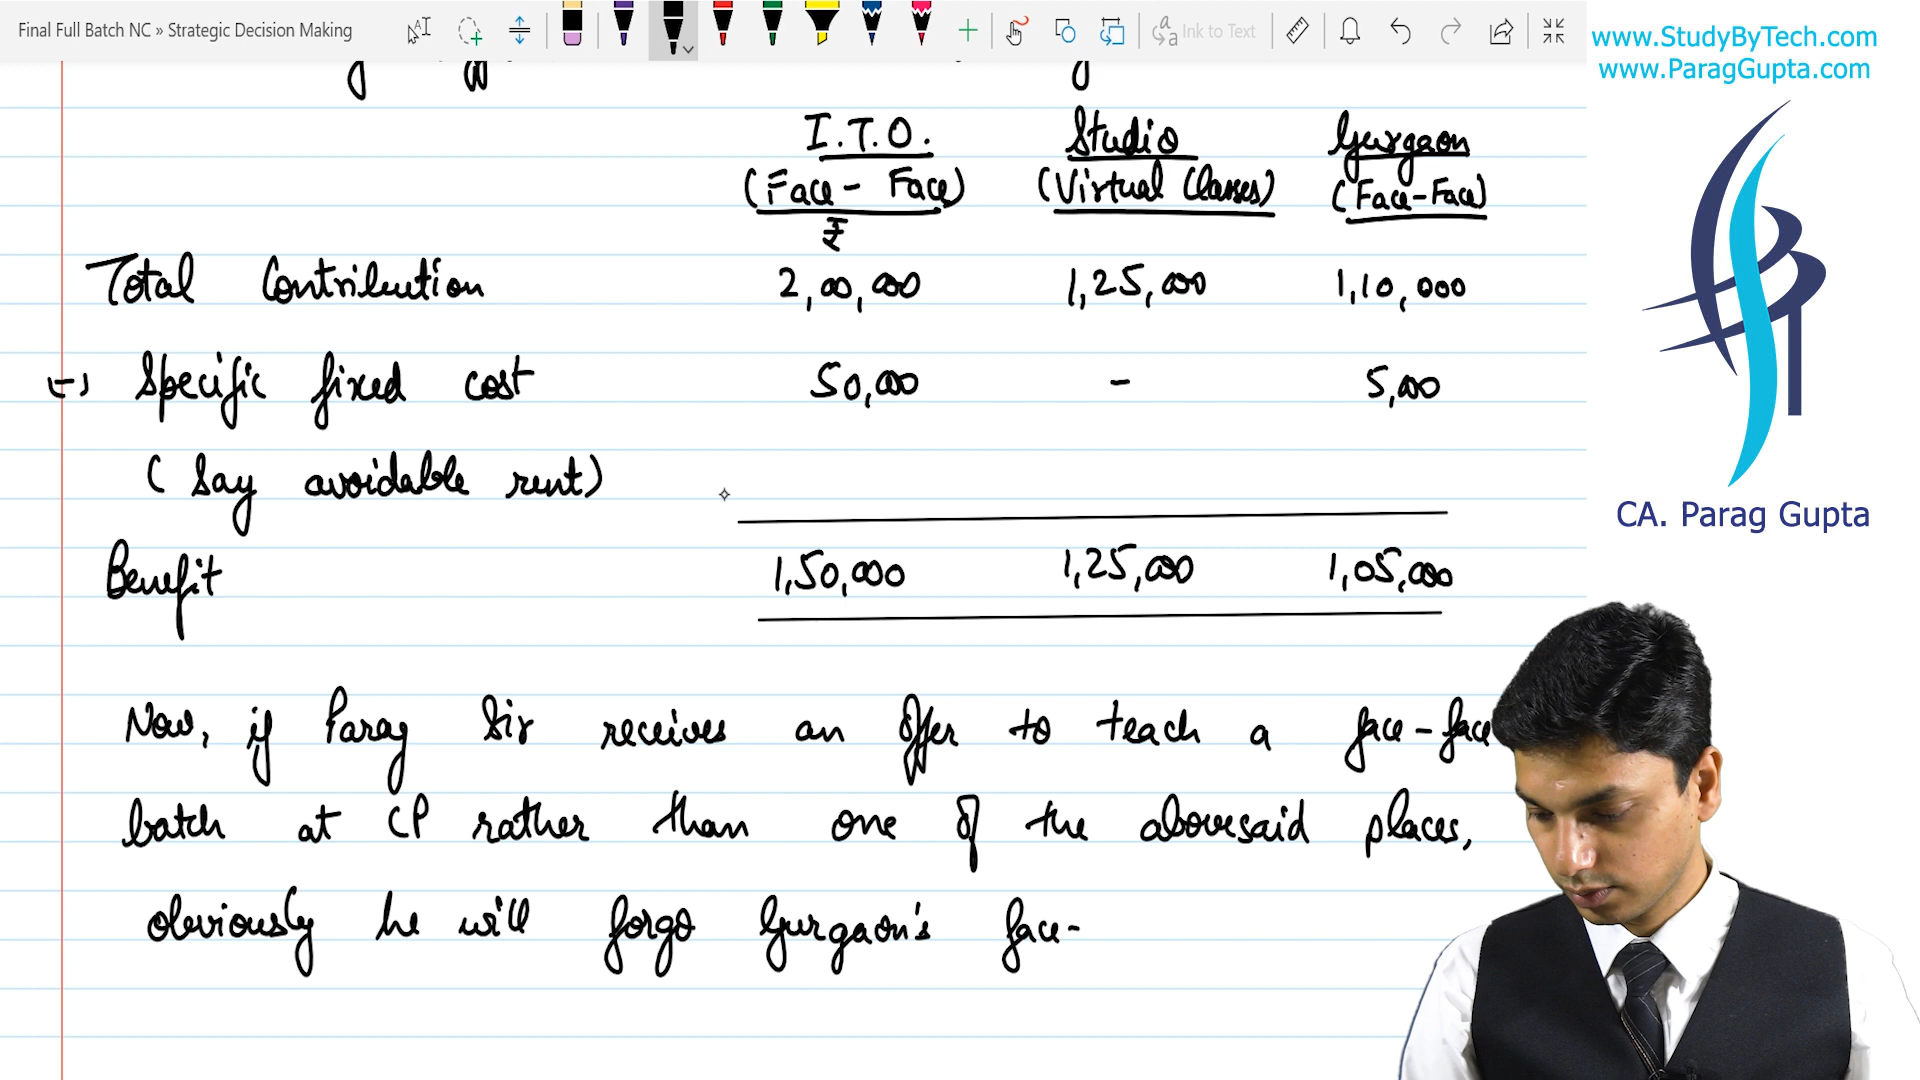 Final Full Batch NC » Strategic Decision Making
Ink to Text
www.StudyByTech.com
www.ParagGupta.com
I.T.O. Studio Gurgaon
(Face - Face) (Virtual Classes) (Face-Face)
₹
Total Contribution 2,00,000 1,25,000 1,10,000
(-) Specific fixed cost 50,000 - 5,000
(Say avoidable rent)
Benefit 1,50,000 1,25,000 1,05,000
CA. Parag Gupta
Now, if Parag Sir receives an offer to teach a face-face
batch at CP rather than one of the abovesaid places,
obviously he will forgo Gurgaon's face-